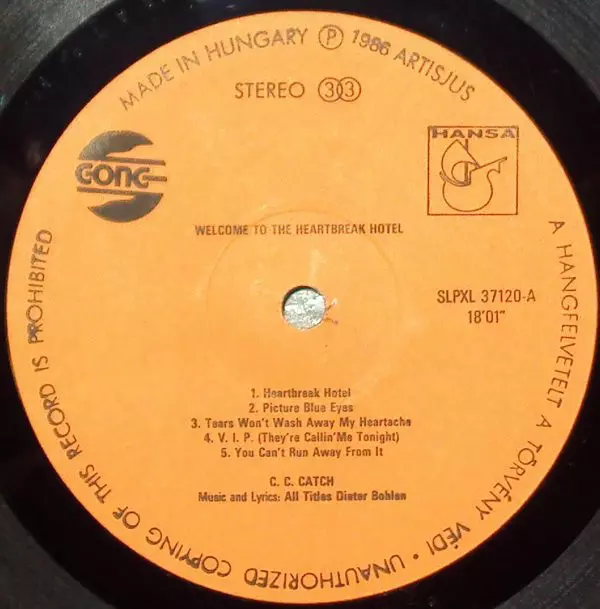 MADE IN HUNGARY Ⓟ 1986 ARTISJUS
STEREO 33
GONG
HANSA
WELCOME TO THE HEARTBREAK HOTEL
SLPXL 37120-A
18'01"
1. Heartbreak Hotel
2. Picture Blue Eyes
3. Tears Won't Wash Away My Heartache
4. V. I. P. (They're Callin'Me Tonight)
5. You Can't Run Away From It
C. C. CATCH
Music and Lyrics: All Titles Dieter Bohlen
A HANGFELVÉTELT A TÖRVÉNY VÉDI · UNAUTHORIZED COPYING OF THIS RECORD IS PROHIBITED